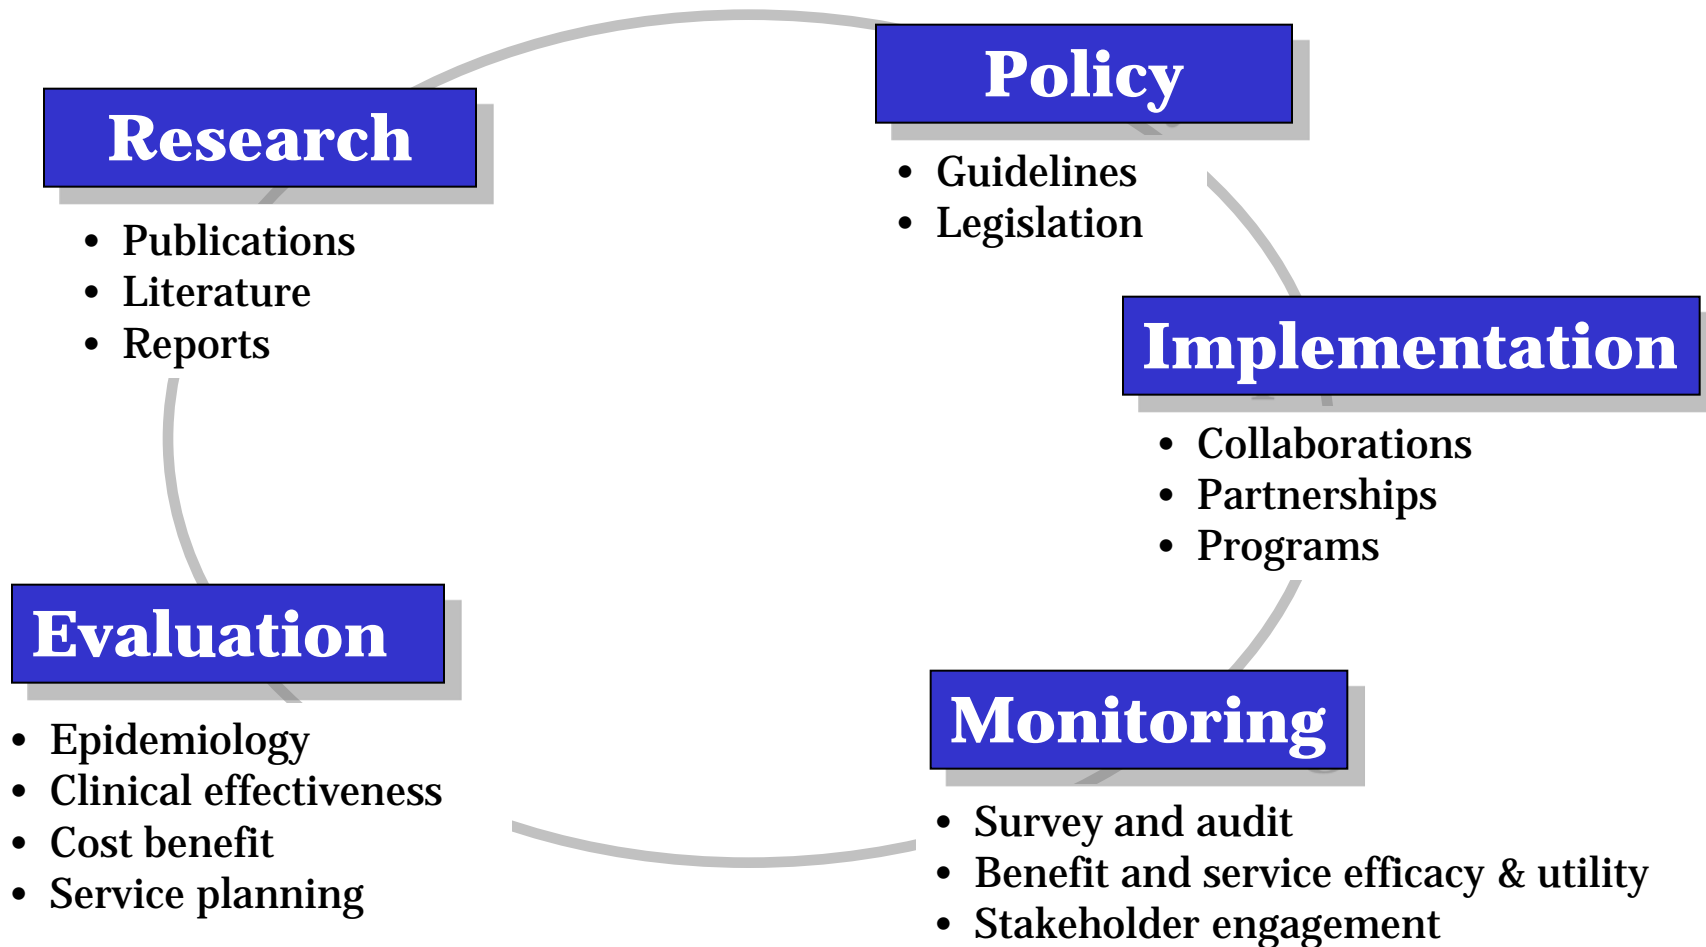 Research
• Publications
• Literature
• Reports
Policy
• Guidelines
• Legislation
Implementation
• Collaborations
• Partnerships
• Programs
Monitoring
• Survey and audit
• Benefit and service efficacy & utility
• Stakeholder engagement
Evaluation
• Epidemiology
• Clinical effectiveness
• Cost benefit
• Service planning